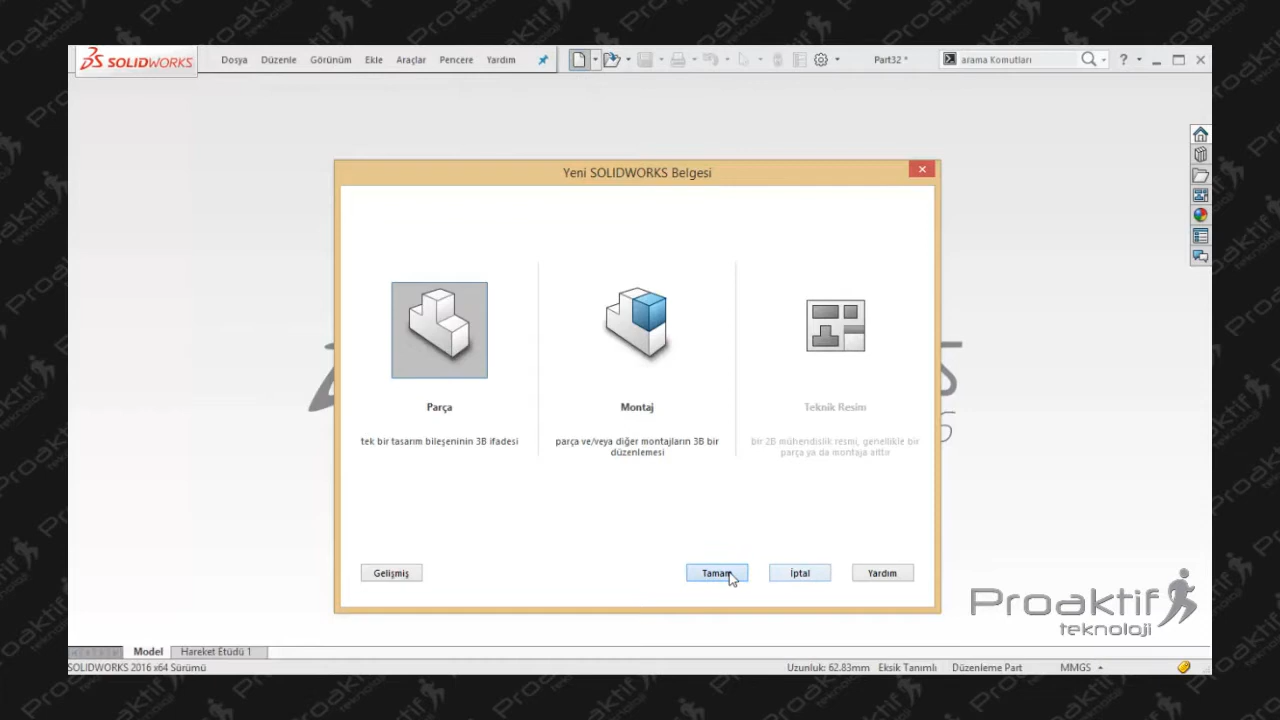 SOLIDWORKS Dosya Düzenle Görünüm Ekle Araçlar Pencere Yardım Part32 * arama Komutları
Yeni SOLIDWORKS Belgesi
Parça Montaj Teknik Resim
tek bir tasarım bileşeninin 3B ifadesi
parça ve/veya diğer montajların 3B bir
düzenlemesi
bir 2B mühendislik resmi, genellikle bir
parça ya da montaja aittir
Gelişmiş Tamam İptal Yardım
Proaktif
teknoloji
Model Hareket Etüdü 1
SOLIDWORKS 2016 x64 Sürümü Uzunluk: 62.83mm Eksik Tanımlı Düzenleme Part MMGS